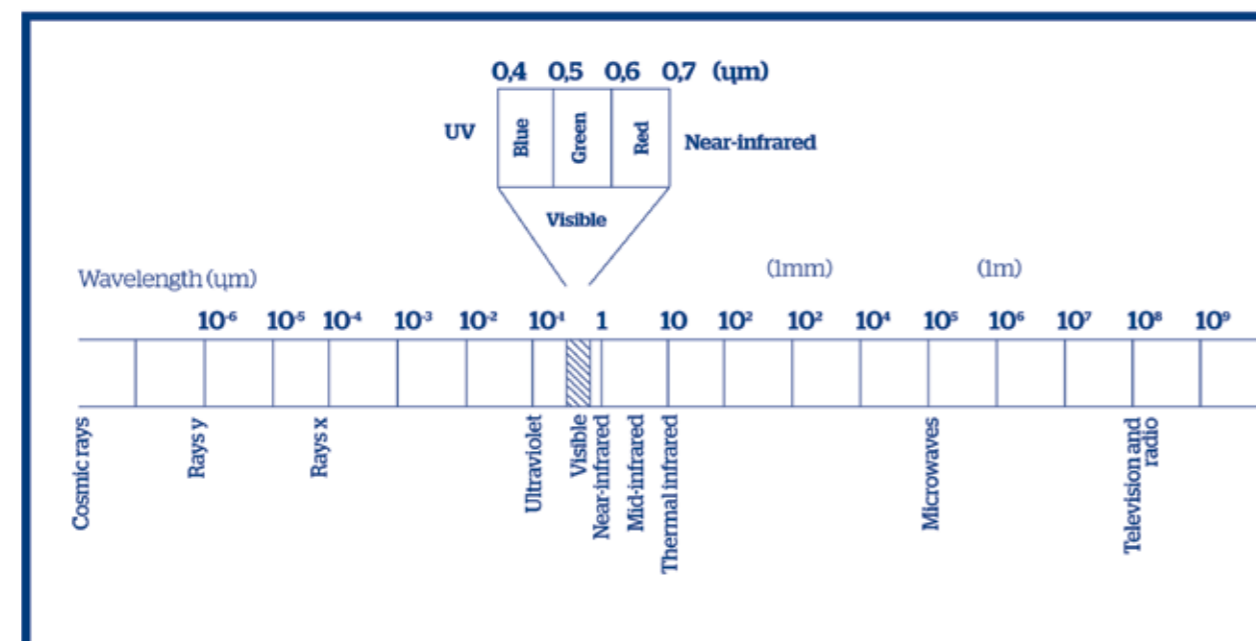 0,4 0,5 0,6 0,7 (ųm)
UV
Blue
Green
Red
Near-infrared
Visible
Wavelength (ųm)
(1mm)
(1m)
10⁻⁶ 10⁻⁵ 10⁻⁴ 10⁻³ 10⁻² 10⁻¹ 1 10 10² 10² 10⁴ 10⁵ 10⁶ 10⁷ 10⁸ 10⁹
Cosmic rays
Rays y
Rays x
Ultraviolet
Visible
Near-infrared
Mid-infrared
Thermal infrared
Microwaves
Television and
radio